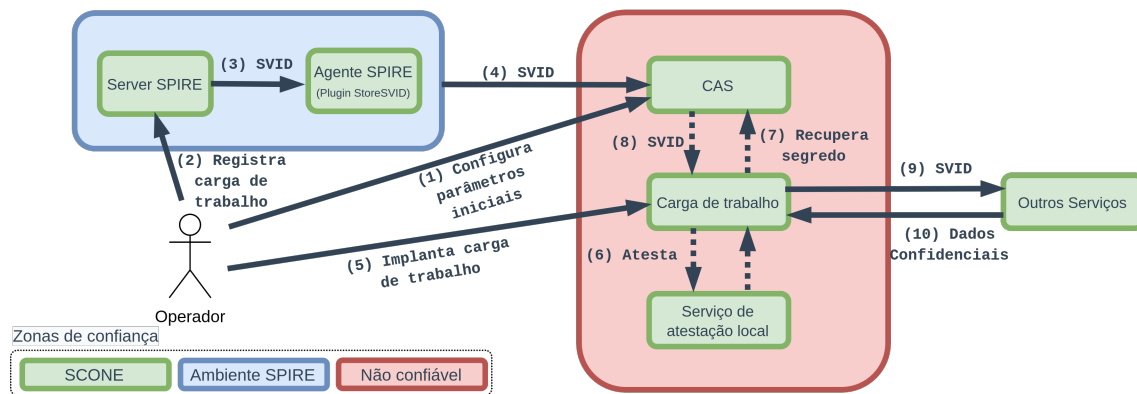 Server SPIRE
(3) SVID
Agente SPIRE
(Plugin StoreSVID)
(4) SVID
CAS
(2) Registra
carga de
trabalho
(1) Configura
parâmetros
iniciais
(8) SVID
(7) Recupera
segredo
Carga de trabalho
(9) SVID
Outros Serviços
(10) Dados
Confidenciais
(5) Implanta carga
de trabalho
(6) Atesta
Serviço de
atestação local
Operador
Zonas de confiança
SCONE
Ambiente SPIRE
Não confiável